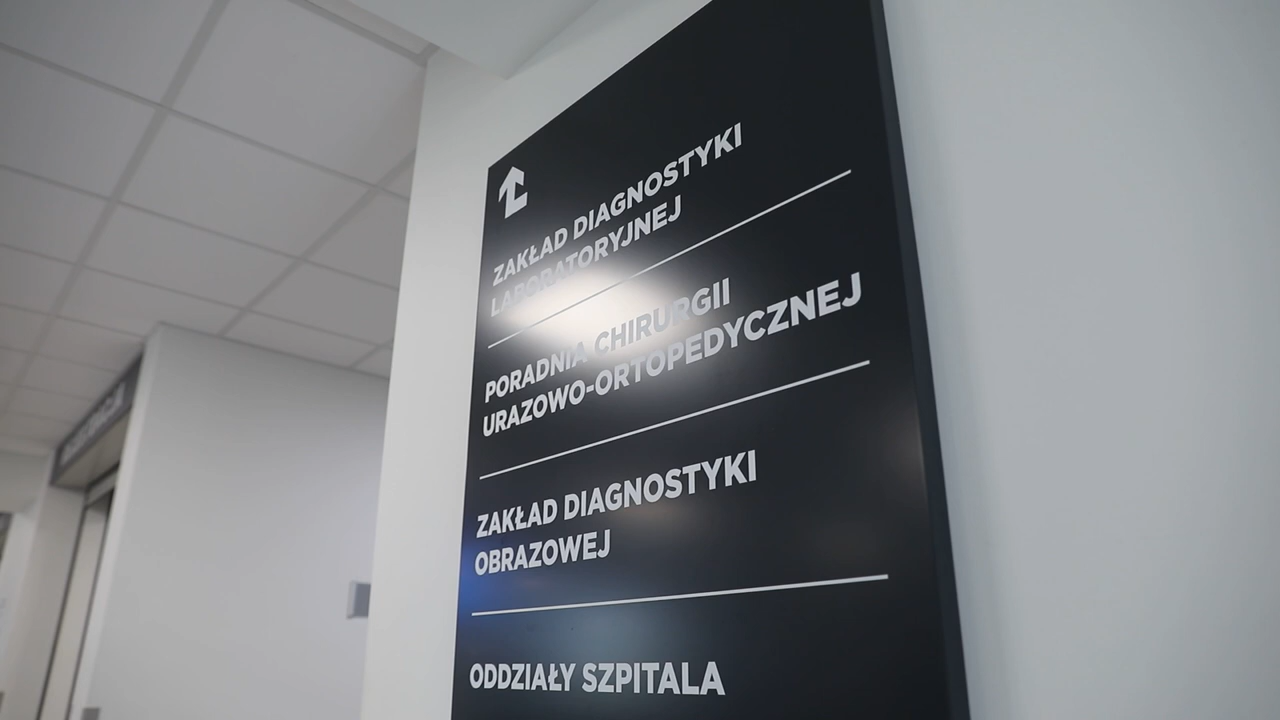 ZAKŁAD DIAGNOSTYKI
LABORATORYJNEJ
PORADNIA CHIRURGII
URAZOWO-ORTOPEDYCZNEJ
ZAKŁAD DIAGNOSTYKI
OBRAZOWEJ
ODDZIAŁY SZPITALA